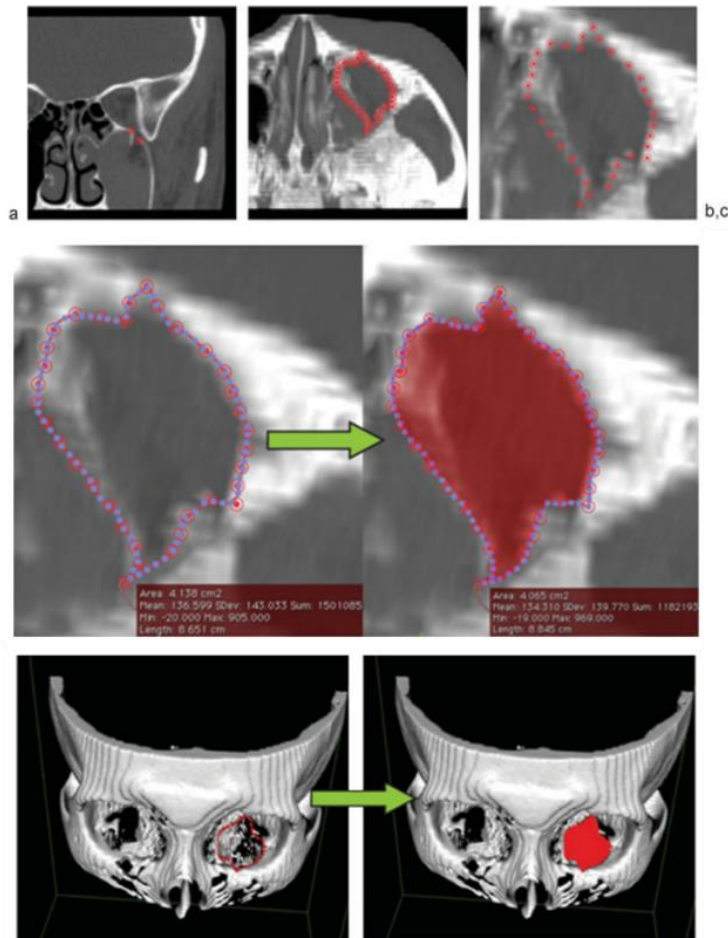 a
b,c
Area: 4.138 cm2
Mean: 136.599 SDev: 143.033 Sum: 1501085
Min: -20.000 Max: 905.000
Length: 8.651 cm
Area: 4.065 cm2
Mean: 134.310 SDev: 139.770 Sum: 1182193
Min: -19.000 Max: 969.000
Length: 8.845 cm